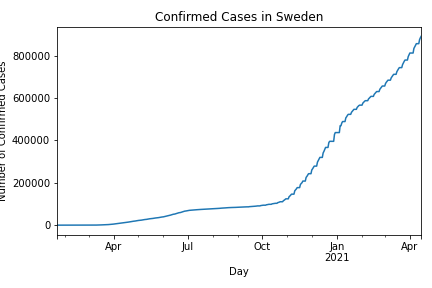 Confirmed Cases in Sweden
Number of Confirmed Cases
800000
600000
400000
200000
0
Apr
Jul
Oct
Jan
2021
Apr
Day